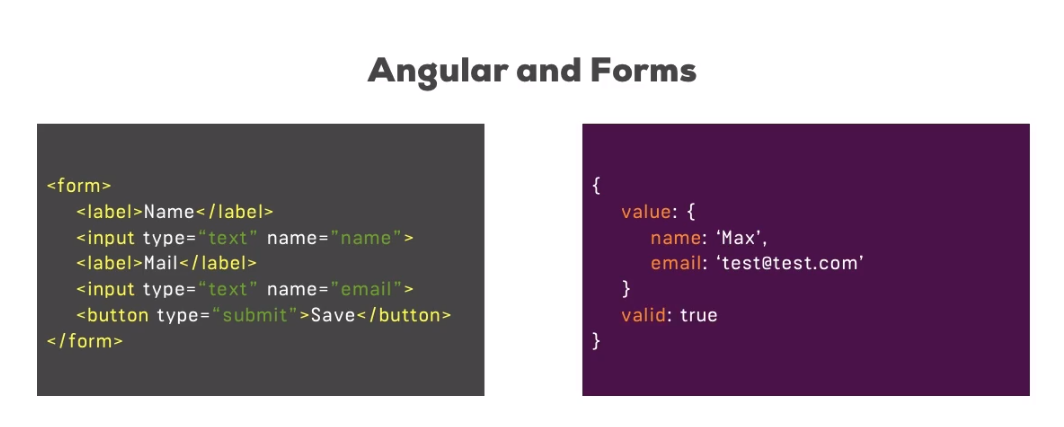 Angular and Forms
<form>
<label>Name</label>
<input type=“text” name=”name”>
<label>Mail</label>
<input type=“text” name=”email”>
<button type=“submit”>Save</button>
</form>
{
value: {
name: ‘Max’,
email: ‘test@test.com’
}
valid: true
}